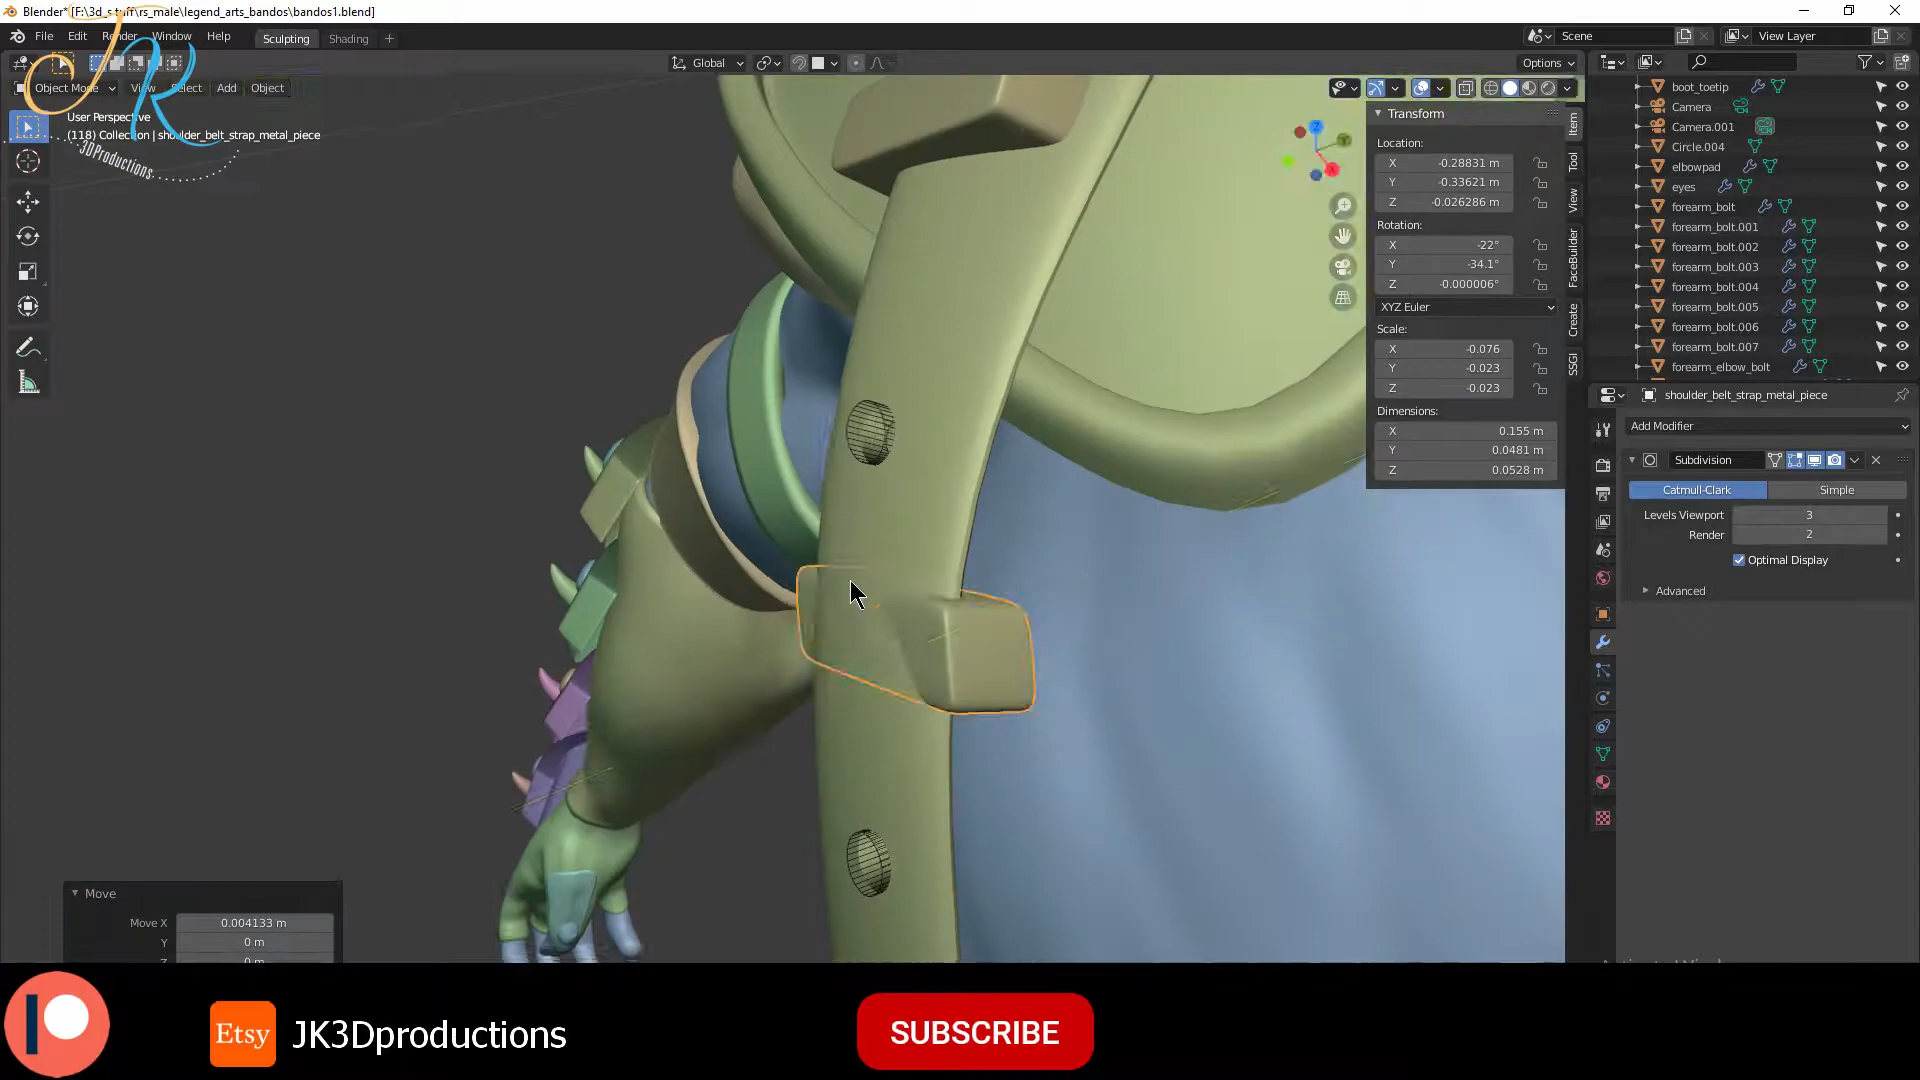 Blender* [F:\3d_stuff\rs_male\legend_arts_bandos\bandos1.blend]
File Edit Render Window Help Sculpting Shading +
Scene
View Layer
Global
Options
Object Mode View Select Add Object
User Perspective
(118) Collection | shoulder_belt_strap_metal_piece
JR
3DProductions
Z
Y
X
Transform
Location:
X -0.28831 m
Y -0.33621 m
Z -0.026286 m
Rotation:
X -22°
Y -34.1°
Z -0.000006°
XYZ Euler
Scale:
X -0.076
Y -0.023
Z -0.023
Dimensions:
X 0.155 m
Y 0.0481 m
Z 0.0528 m
Item
Tool
View
FaceBuilder
Create
SSGI
boot_toetip
Camera
Camera.001
Circle.004
elbowpad
eyes
forearm_bolt
forearm_bolt.001
forearm_bolt.002
forearm_bolt.003
forearm_bolt.004
forearm_bolt.005
forearm_bolt.006
forearm_bolt.007
forearm_elbow_bolt
shoulder_belt_strap_metal_piece
Add Modifier
Subdivision
Catmull-Clark Simple
Levels Viewport 3
Render 2
Optimal Display
Advanced
Move
Move X 0.004133 m
Y 0 m
Z 0 m
Etsy JK3Dproductions
SUBSCRIBE